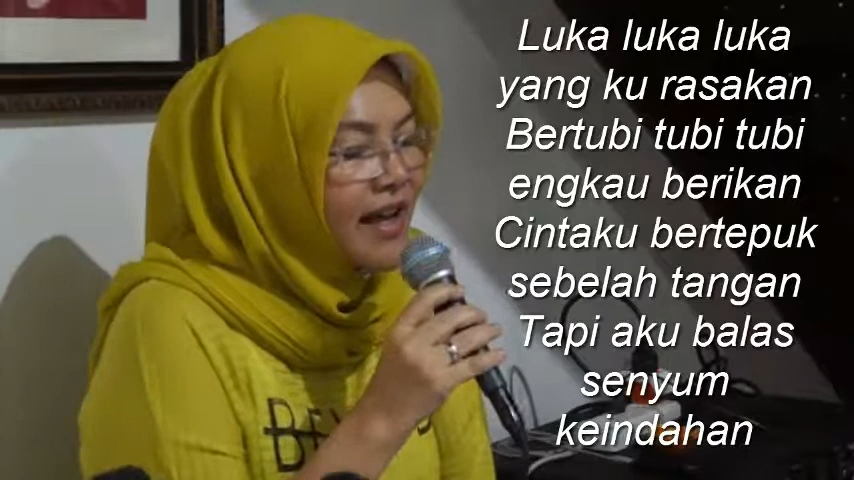 Luka luka luka
yang ku rasakan
Bertubi tubi tubi
engkau berikan
Cintaku bertepuk
sebelah tangan
Tapi aku balas
senyum
keindahan